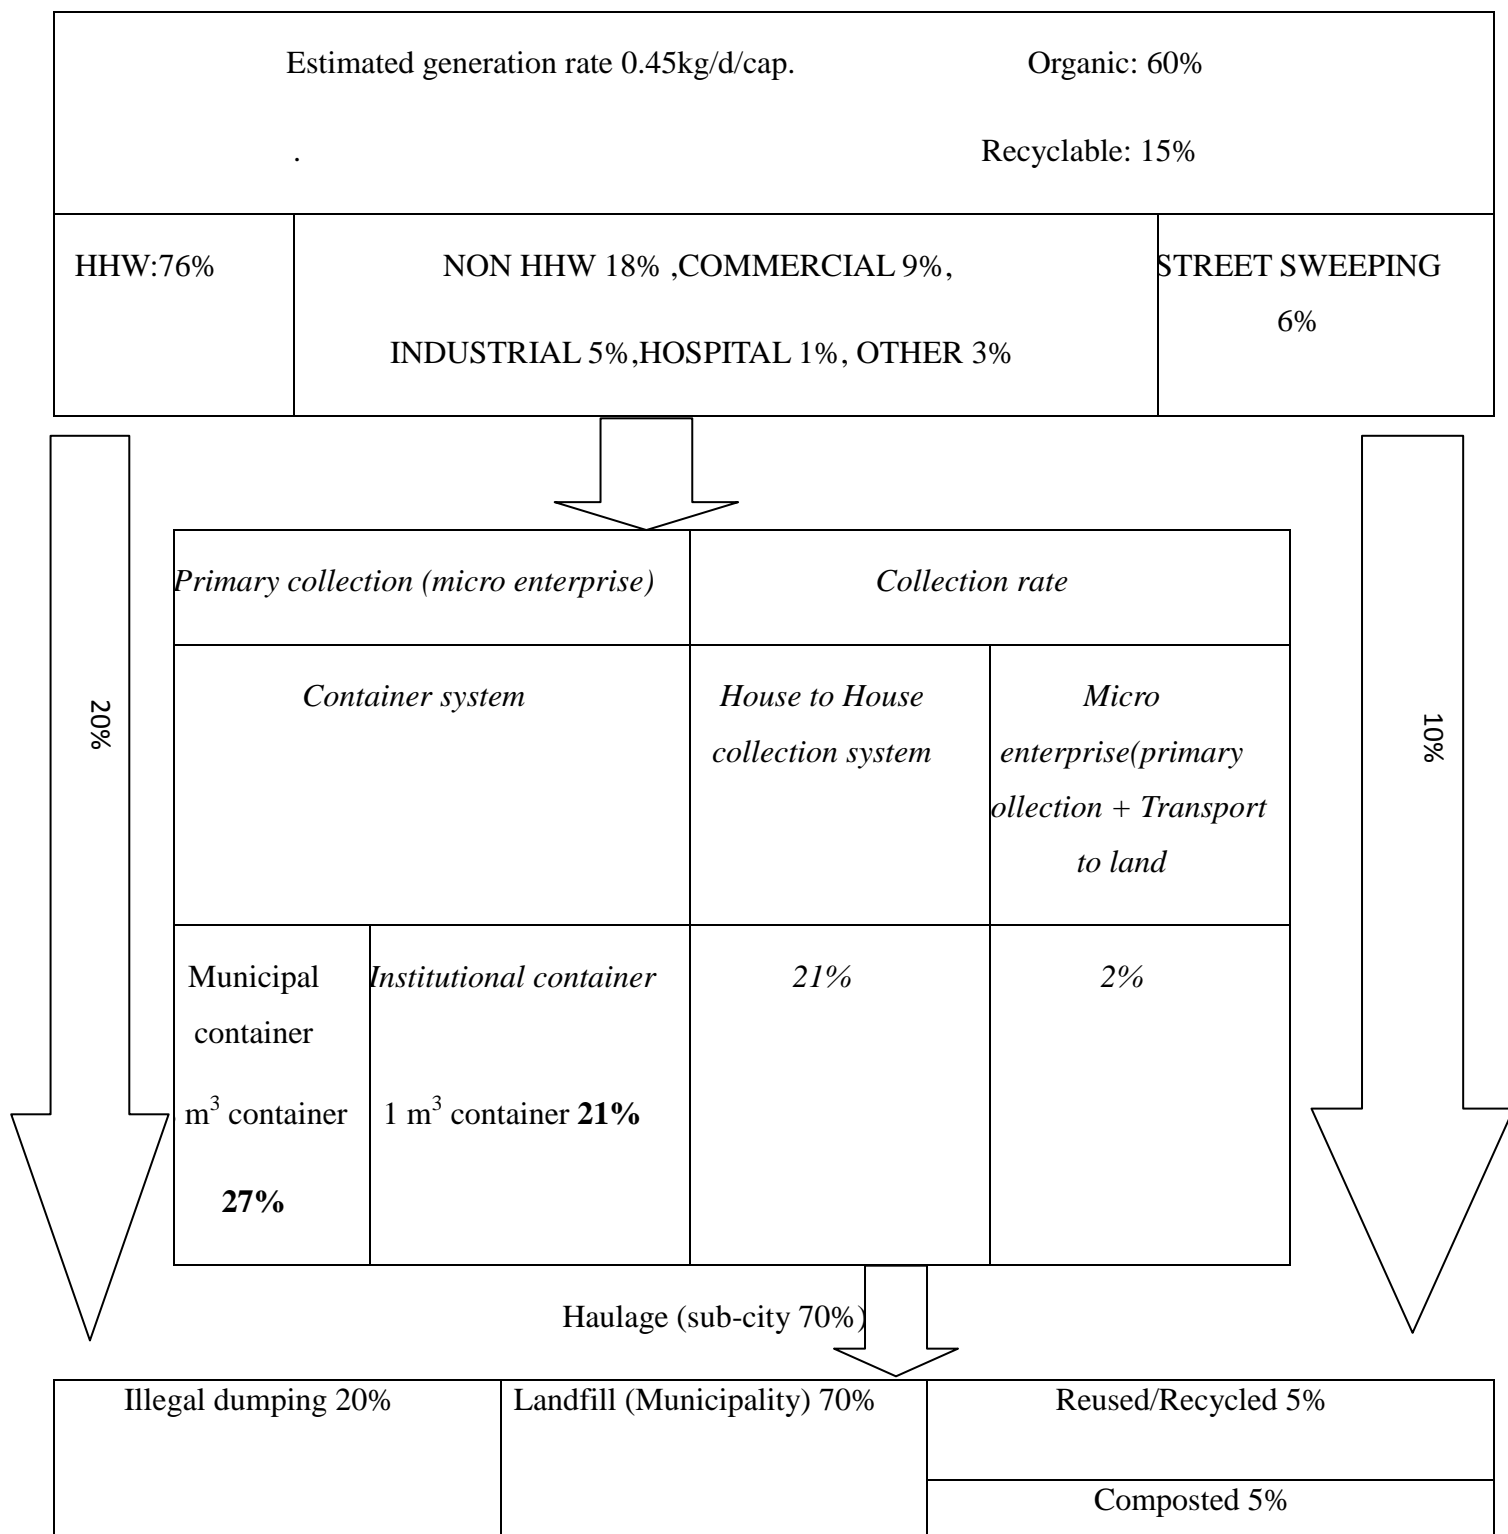 Estimated generation rate 0.45kg/d/cap. Organic: 60%
. Recyclable: 15%
HHW:76%
NON HHW 18% ,COMMERCIAL 9%,
INDUSTRIAL 5%,HOSPITAL 1%, OTHER 3%
STREET SWEEPING
6%
20%
10%
Primary collection (micro enterprise)
Collection rate
Container system
House to House
collection system
Micro
enterprise(primary
ollection + Transport
to land
Municipal
container
m³ container
27%
Institutional container
1 m³ container 21%
21%
2%
Haulage (sub-city 70%)
Illegal dumping 20%
Landfill (Municipality) 70%
Reused/Recycled 5%
Composted 5%